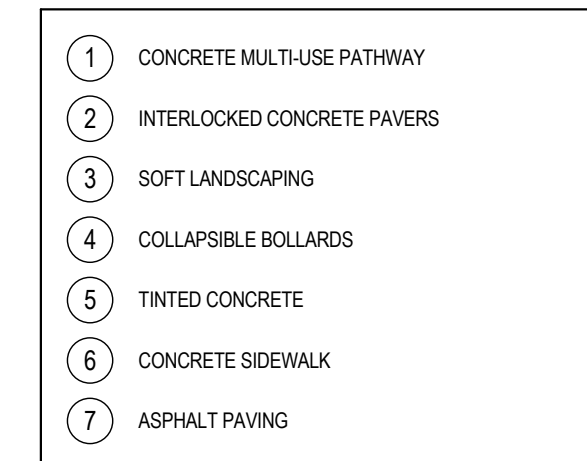 1 CONCRETE MULTI-USE PATHWAY
2 INTERLOCKED CONCRETE PAVERS
3 SOFT LANDSCAPING
4 COLLAPSIBLE BOLLARDS
5 TINTED CONCRETE
6 CONCRETE SIDEWALK
7 ASPHALT PAVING